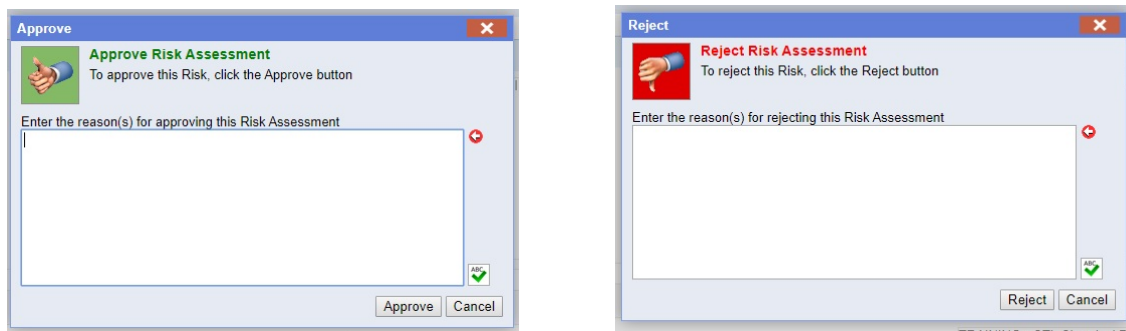 Approve
Approve Risk Assessment
To approve this Risk, click the Approve button
Enter the reason(s) for approving this Risk Assessment
ABC
Approve
Cancel
Reject
Reject Risk Assessment
To reject this Risk, click the Reject button
Enter the reason(s) for rejecting this Risk Assessment
ABC
Reject
Cancel